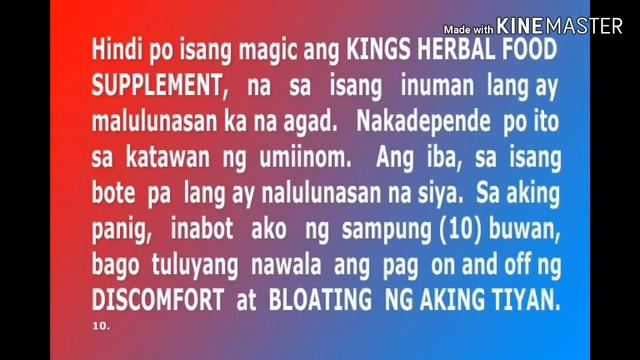 Made with KINEMASTER
Hindi po isang magic ang KINGS HERBAL FOOD
SUPPLEMENT, na sa isang inuman lang ay
malulunasan ka na agad. Nakadepende po ito
sa katawan ng umiinom. Ang iba, sa isang
bote pa lang ay nalulunasan na siya. Sa aking
panig, inabot ako ng sampung (10) buwan,
bago tuluyang nawala ang pag on and off ng
DISCOMFORT at BLOATING NG AKING TIYAN.
10.